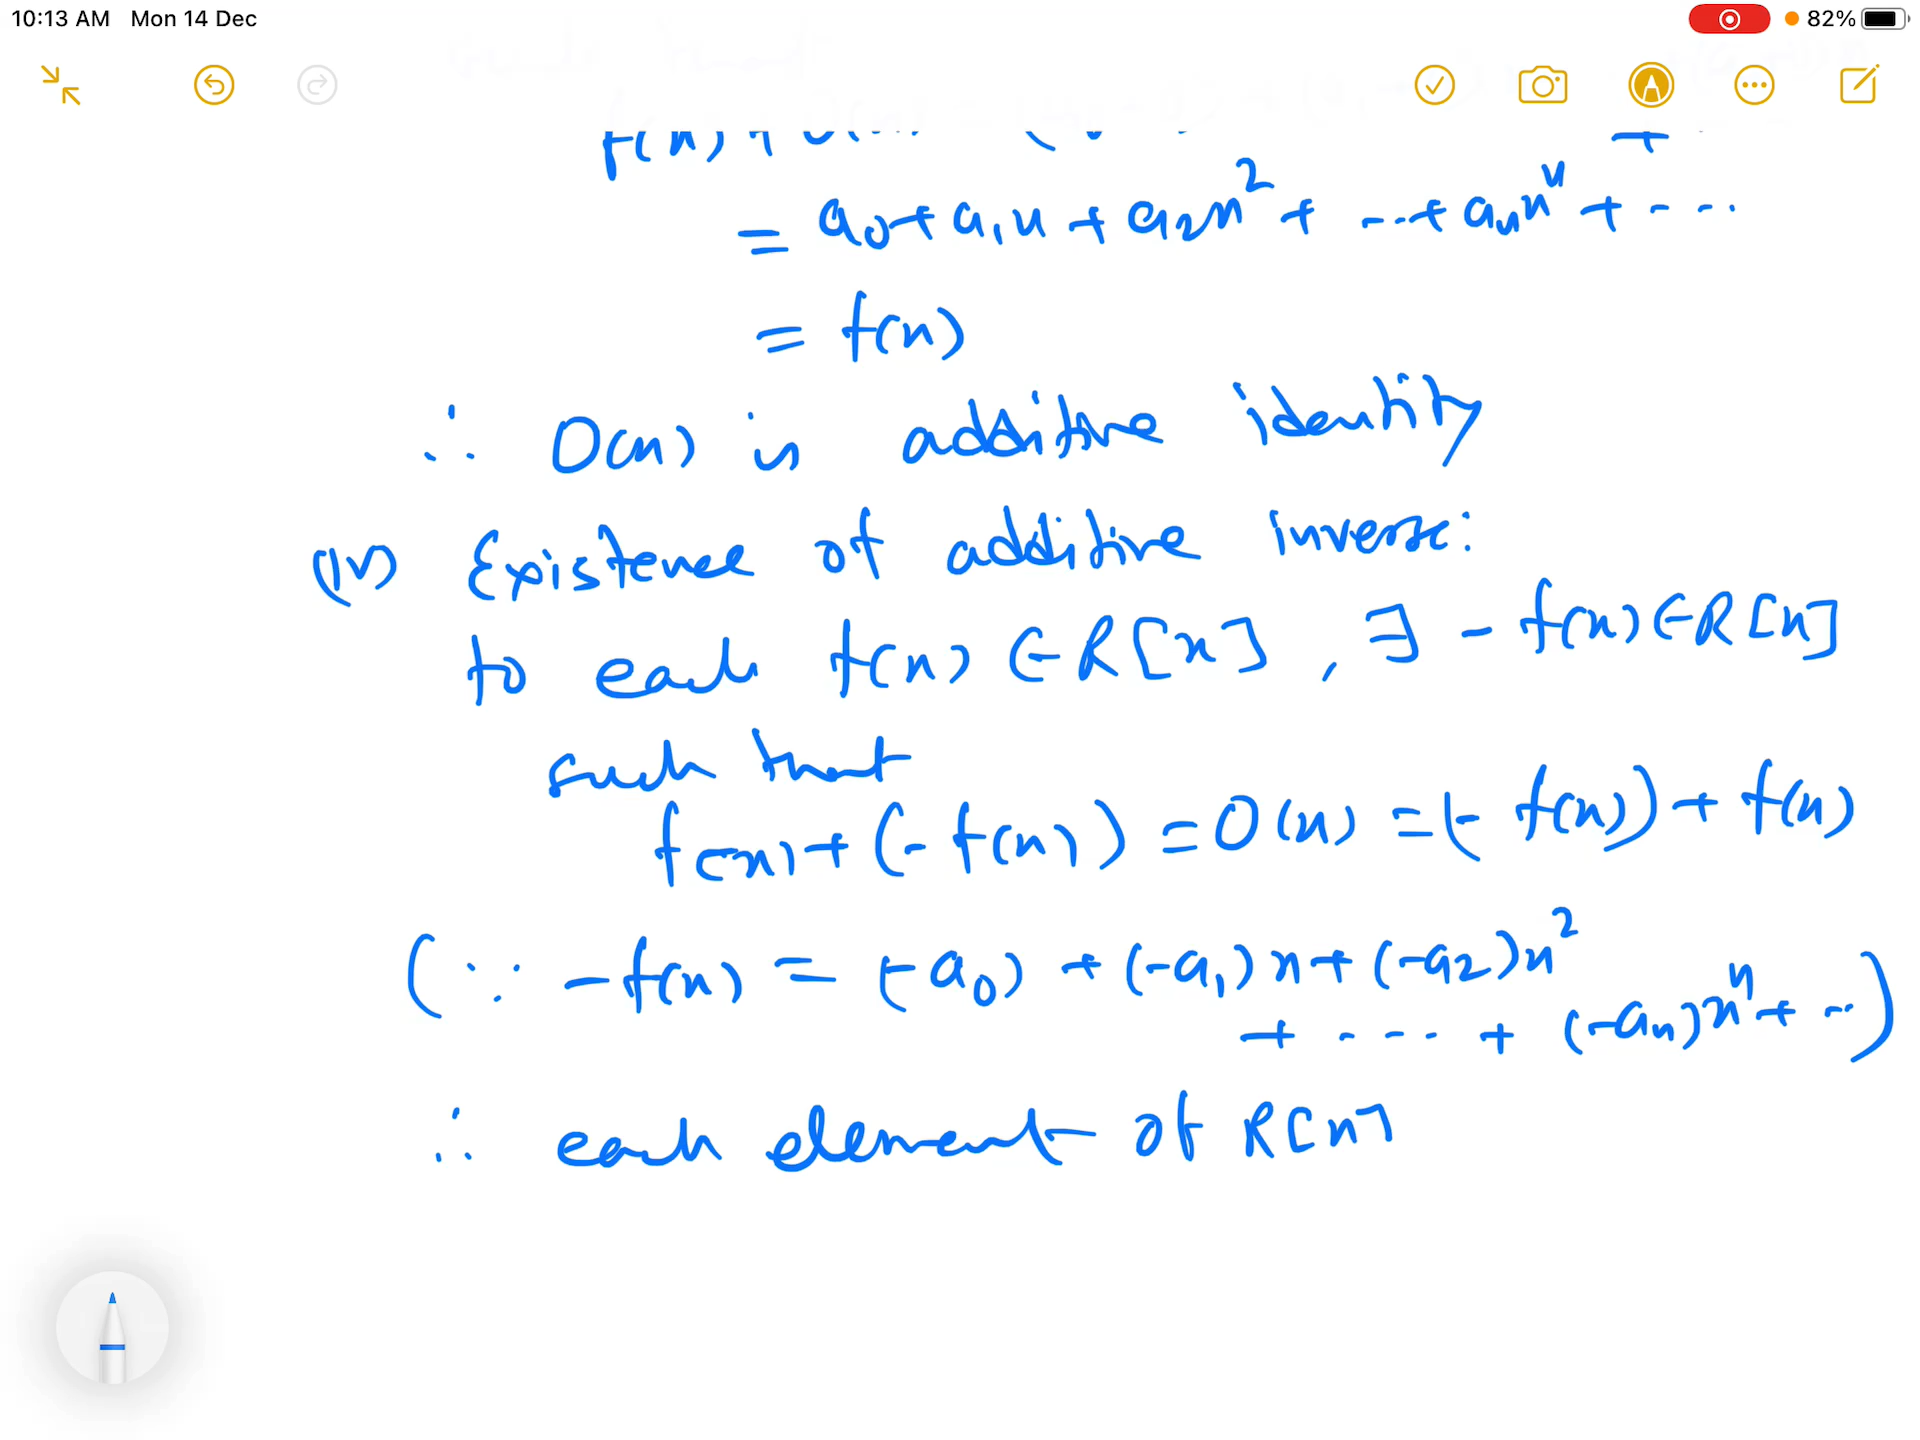 10:13 AM Mon 14 Dec 82%
= a₀ + a₁x + a₂x² + ... + aₙxⁿ + ...
= f(x)
∴ O(x) is additive identity
(iv) Existence of additive inverse:
to each f(x) ∈ R[x], ∃ - f(x) ∈ R[x]
such that
f(x) + (- f(x)) = O(x) = (- f(x)) + f(x)
(∵ - f(x) = (-a₀) + (-a₁)x + (-a₂)x²
+ .... + (-aₙ)xⁿ + ..)
∴ each element of R[x]